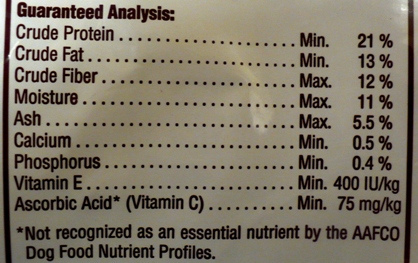 Guaranteed Analysis:
Crude Protein . . . . . . . . . . . . . . . . . . . . . . Min. 21 %
Crude Fat . . . . . . . . . . . . . . . . . . . . . . . . . . Min. 13 %
Crude Fiber . . . . . . . . . . . . . . . . . . . . . . . . Max. 12 %
Moisture . . . . . . . . . . . . . . . . . . . . . . . . . . Max. 11 %
Ash . . . . . . . . . . . . . . . . . . . . . . . . . . . . . . Max. 5.5 %
Calcium . . . . . . . . . . . . . . . . . . . . . . . . . . . Min. 0.5 %
Phosphorus . . . . . . . . . . . . . . . . . . . . . . . . Min. 0.4 %
Vitamin E . . . . . . . . . . . . . . . . . . . . . . . . . . Min. 400 IU/kg
Ascorbic Acid* (Vitamin C) . . . . . . . . . . Min. 75 mg/kg
*Not recognized as an essential nutrient by the AAFCO
Dog Food Nutrient Profiles.